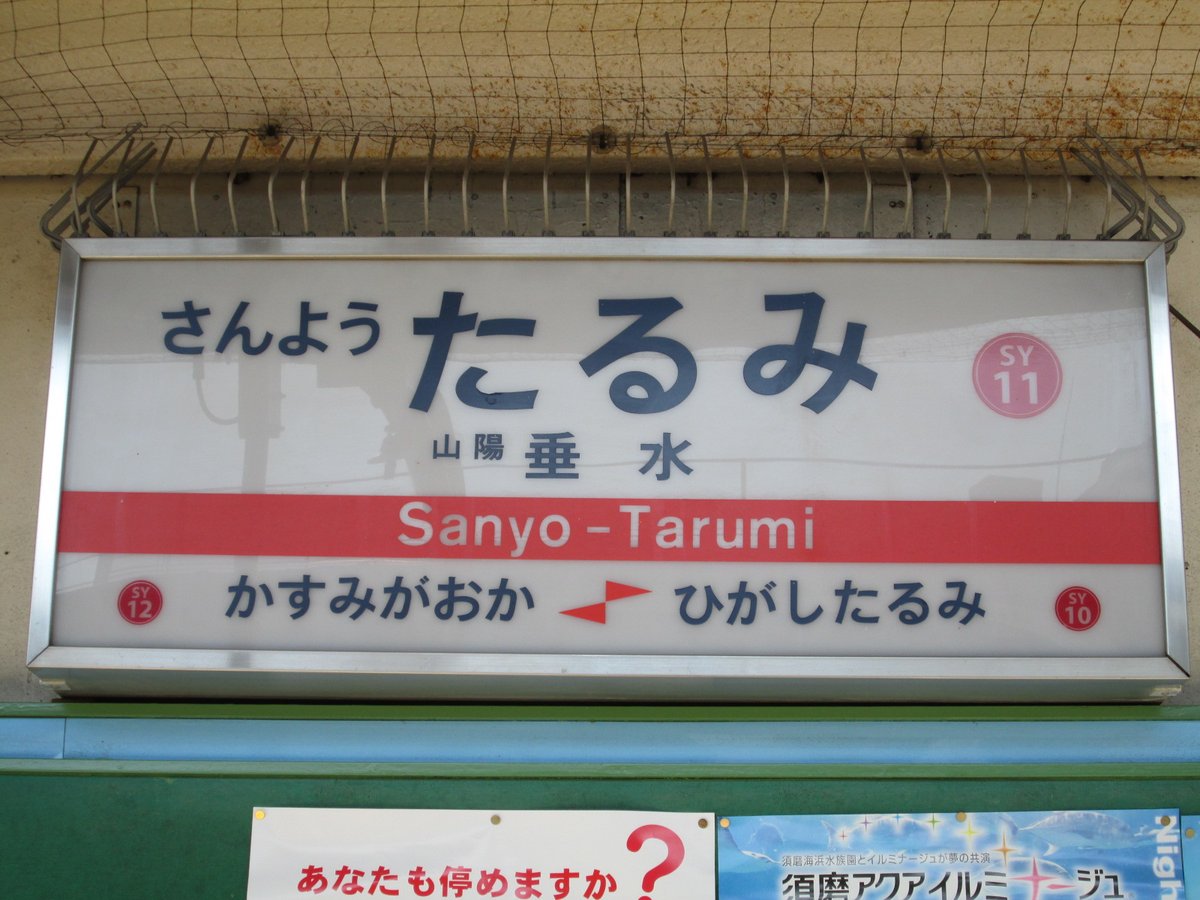 さんよう たるみ
SY
11
山陽 垂水
Sanyo-Tarumi
SY
12
かすみがおか
ひがしたるみ
SY
10
あなたも停めますか?
須磨海浜水族園とイルミナージュが夢の共演
須磨アクアイルミナージュ
Nigh